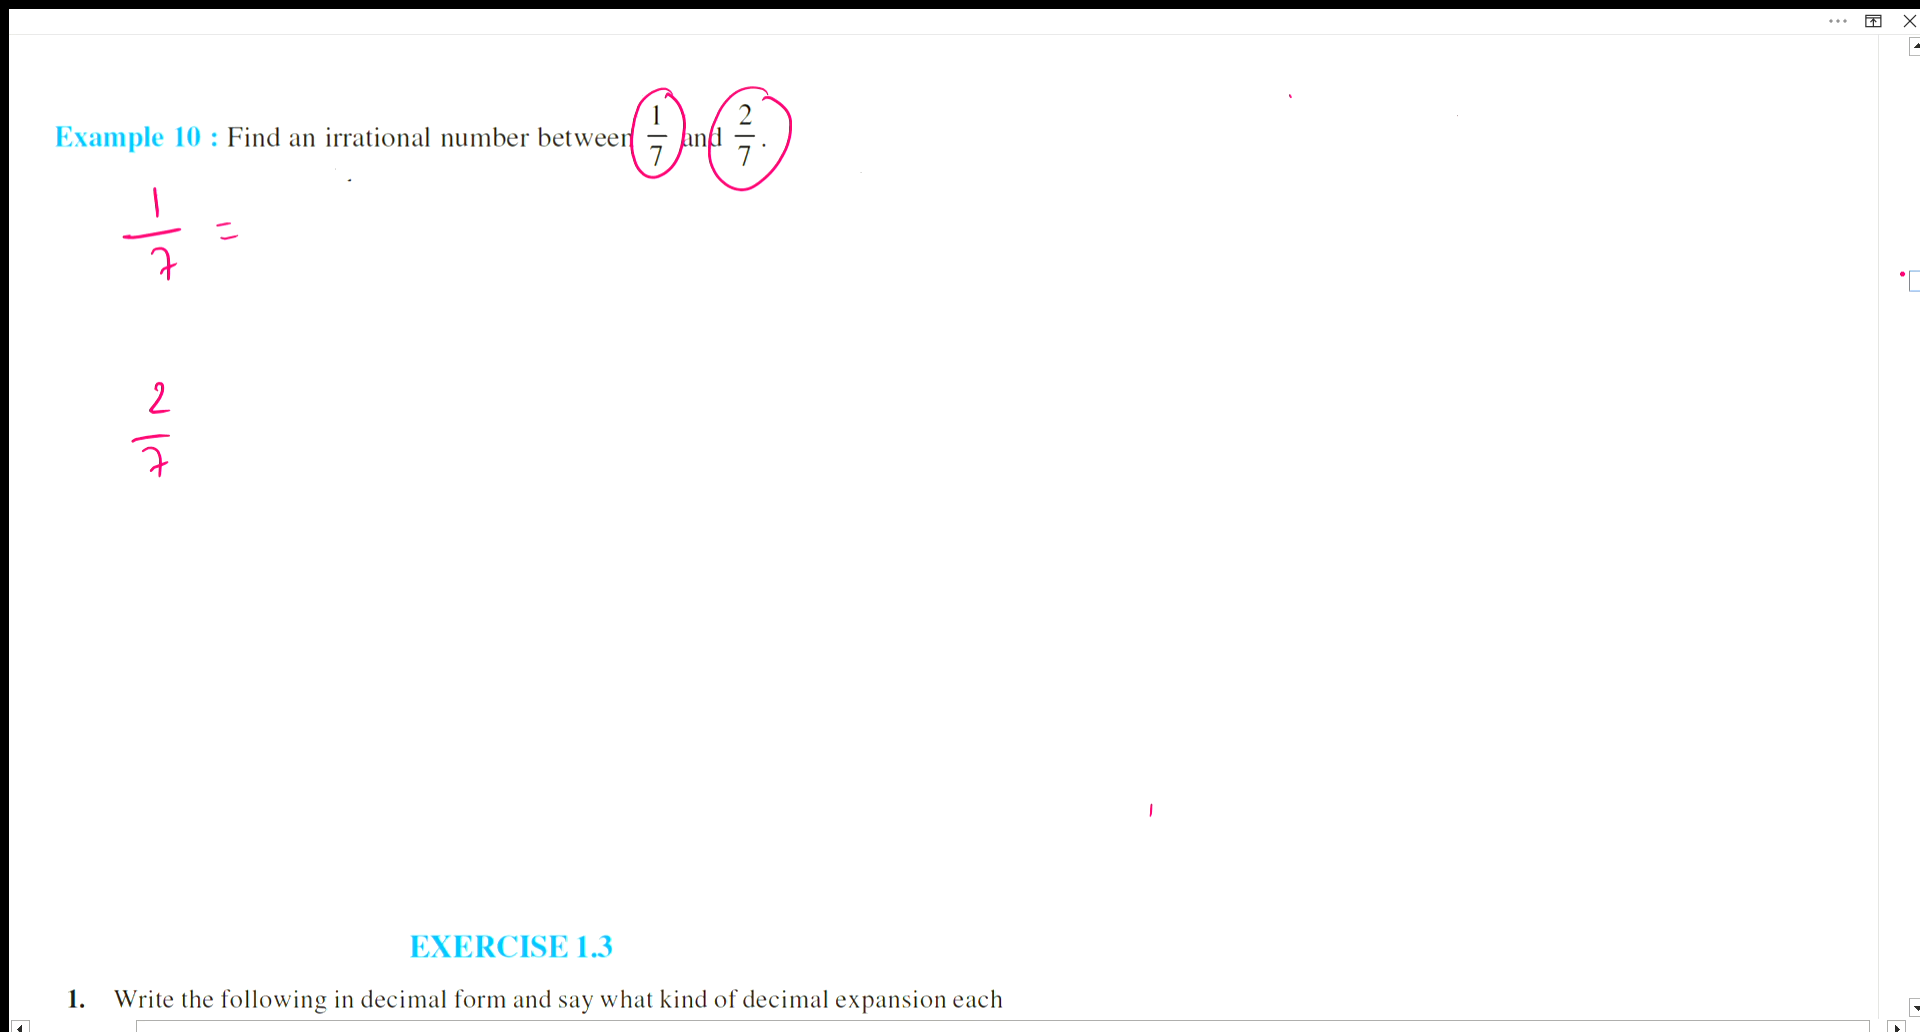 Example 10 : Find an irrational number between 1/7 and 2/7.
1/7 =
2/7
EXERCISE 1.3
1. Write the following in decimal form and say what kind of decimal expansion each